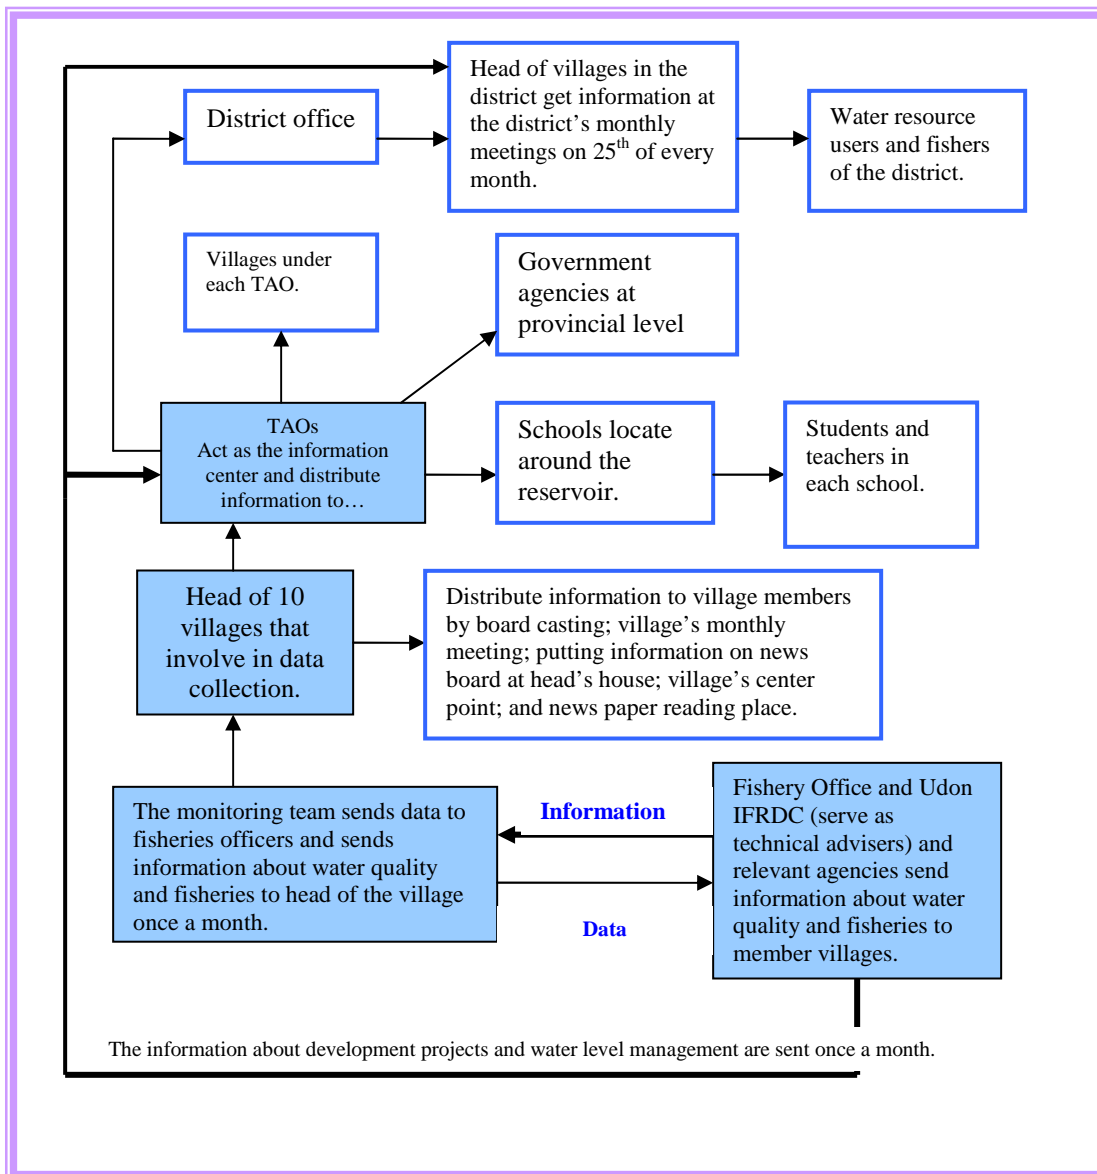 Head of villages in the
district get information at
the district’s monthly
meetings on 25th of every
month.
District office
Water resource
users and fishers
of the district.
Villages under
each TAO.
Government
agencies at
provincial level
TAOs
Act as the information
center and distribute
information to…
Schools locate
around the
reservoir.
Students and
teachers in
each school.
Head of 10
villages that
involve in data
collection.
Distribute information to village members
by board casting; village’s monthly
meeting; putting information on news
board at head’s house; village’s center
point; and news paper reading place.
The monitoring team sends data to
fisheries officers and sends
information about water quality
and fisheries to head of the village
once a month.
Information
Data
Fishery Office and Udon
IFRDC (serve as
technical advisers) and
relevant agencies send
information about water
quality and fisheries to
member villages.
The information about development projects and water level management are sent once a month.